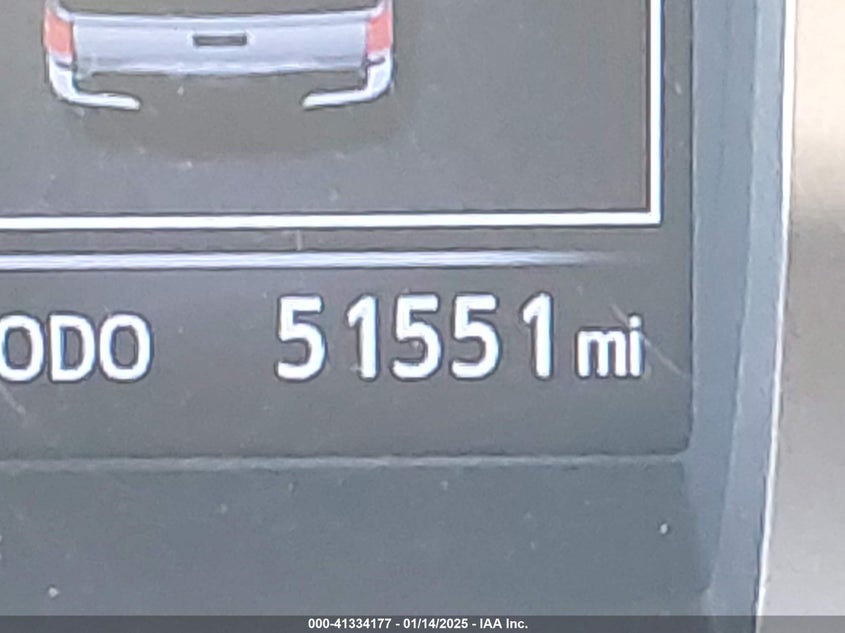 ODO 51551 mi
000-41334177 - 01/14/2025 - IAA Inc.